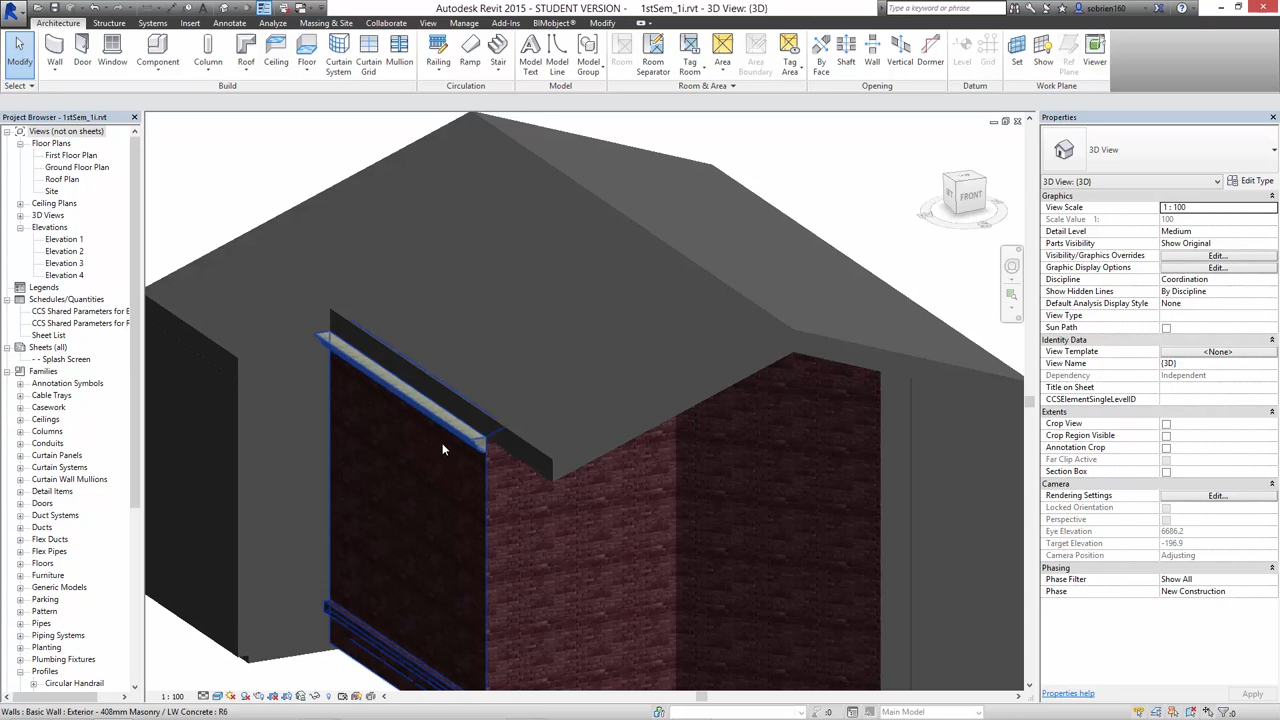 Autodesk Revit 2015 - STUDENT VERSION - 1stSem_1i.rvt - 3D View: {3D}
Type a keyword or phrase
sobrien160
Architecture Structure Systems Insert Annotate Analyze Massing & Site Collaborate View Manage Add-Ins BIMobject® Modify
Modify Wall Door Window Component Column Roof Ceiling Floor Curtain System Curtain Grid Mullion Railing Ramp Stair Model Text Model Line Model Group Room Room Separator Tag Room Area Area Boundary Tag Area By Face Shaft Wall Vertical Dormer Level Grid Set Show Ref Plane Viewer
Select Build Circulation Model Room & Area Opening Datum Work Plane
Project Browser - 1stSem_1i.rvt
Views (not on sheets)
Floor Plans
First Floor Plan
Ground Floor Plan
Roof Plan
Site
Ceiling Plans
3D Views
Elevations
Elevation 1
Elevation 2
Elevation 3
Elevation 4
Legends
Schedules/Quantities
CCS Shared Parameters for E
CCS Shared Parameters for F
Sheet List
Sheets (all)
- - Splash Screen
Families
Annotation Symbols
Cable Trays
Casework
Ceilings
Columns
Conduits
Curtain Panels
Curtain Systems
Curtain Wall Mullions
Detail Items
Doors
Duct Systems
Ducts
Flex Ducts
Flex Pipes
Floors
Furniture
Generic Models
Parking
Pattern
Pipes
Piping Systems
Planting
Plumbing Fixtures
Profiles
Circular Handrail
FRONT
Properties
3D View
3D View: {3D} Edit Type
Graphics
View Scale 1 : 100
Scale Value 1: 100
Detail Level Medium
Parts Visibility Show Original
Visibility/Graphics Overrides Edit...
Graphic Display Options Edit...
Discipline Coordination
Show Hidden Lines By Discipline
Default Analysis Display Style None
View Type
Sun Path
Identity Data
View Template <None>
View Name {3D}
Dependency Independent
Title on Sheet
CCSElementSingleLevelID
Extents
Crop View
Crop Region Visible
Annotation Crop
Far Clip Active
Section Box
Camera
Rendering Settings Edit...
Locked Orientation
Perspective
Eye Elevation 6686.2
Target Elevation -196.9
Camera Position Adjusting
Phasing
Phase Filter Show All
Phase New Construction
Properties help Apply
1 : 100
Walls : Basic Wall : Exterior - 408mm Masonry / LW Concrete : R6
:0 Main Model :0